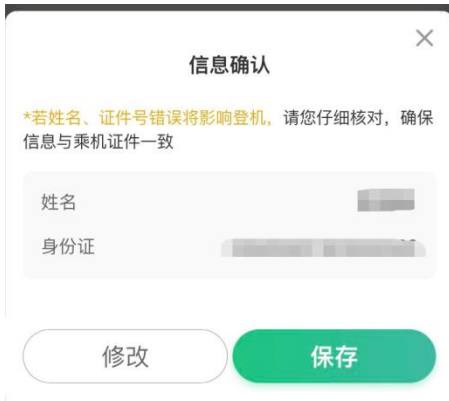 信息确认
*若姓名、证件号错误将影响登机，请您仔细核对，确保
信息与乘机证件一致
姓名
身份证
修改
保存